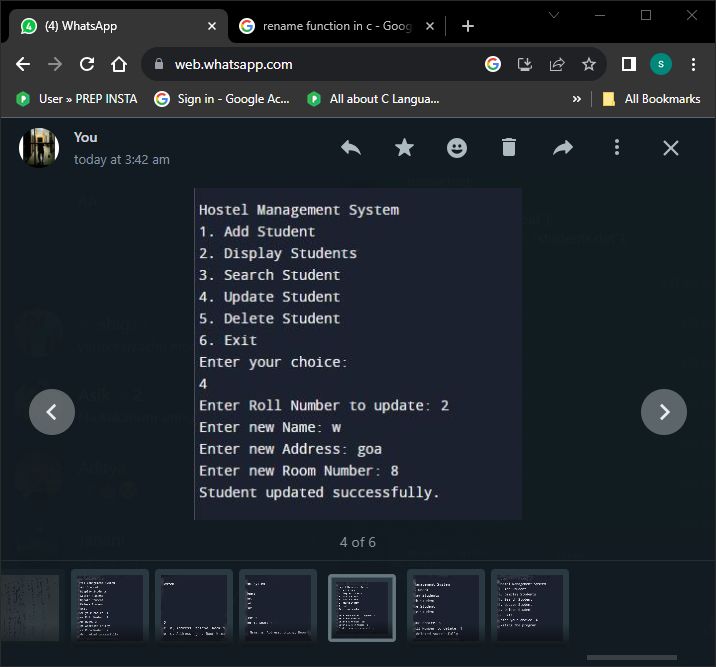 (4) WhatsApp
rename function in c - Goog
web.whatsapp.com
S
User » PREP INSTA
Sign in - Google Ac...
All about C Langua...
»
All Bookmarks
You
today at 3:42 am
Hostel Management System
1. Add Student
2. Display Students
3. Search Student
4. Update Student
5. Delete Student
6. Exit
Enter your choice:
4
Enter Roll Number to update: 2
Enter new Name: w
Enter new Address: goa
Enter new Room Number: 8
Student updated successfully.
4 of 6